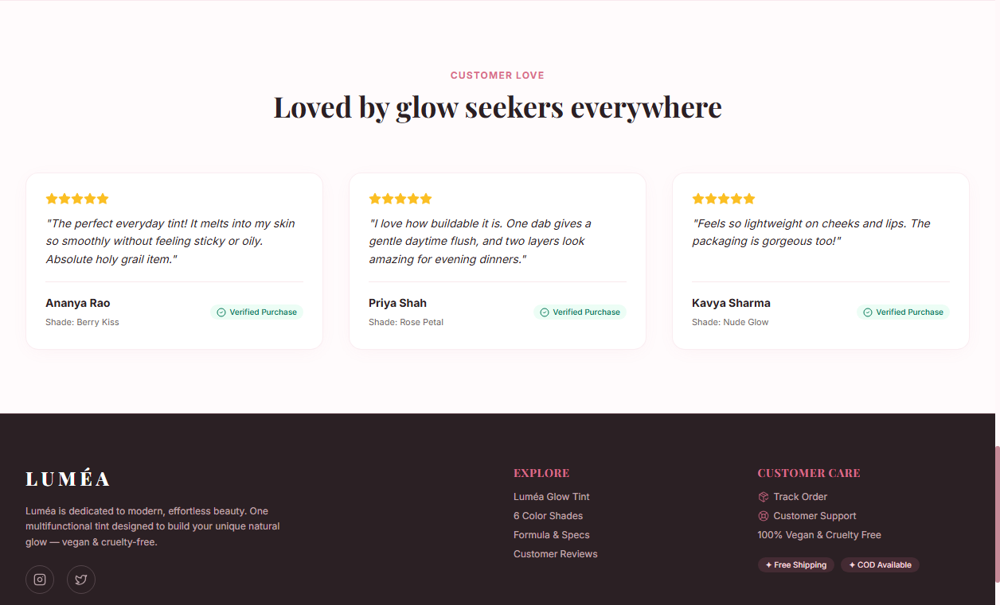 CUSTOMER LOVE
Loved by glow seekers everywhere
"The perfect everyday tint! It melts into my skin
so smoothly without feeling sticky or oily.
Absolute holy grail item."
Ananya Rao
Shade: Berry Kiss
Verified Purchase
"I love how buildable it is. One dab gives a
gentle daytime flush, and two layers look
amazing for evening dinners."
Priya Shah
Shade: Rose Petal
Verified Purchase
"Feels so lightweight on cheeks and lips. The
packaging is gorgeous too!"
Kavya Sharma
Shade: Nude Glow
Verified Purchase
LUMÉA
Luméa is dedicated to modern, effortless beauty. One
multifunctional tint designed to build your unique natural
glow — vegan & cruelty-free.
EXPLORE
Luméa Glow Tint
6 Color Shades
Formula & Specs
Customer Reviews
CUSTOMER CARE
Track Order
Customer Support
100% Vegan & Cruelty Free
✦ Free Shipping
✦ COD Available